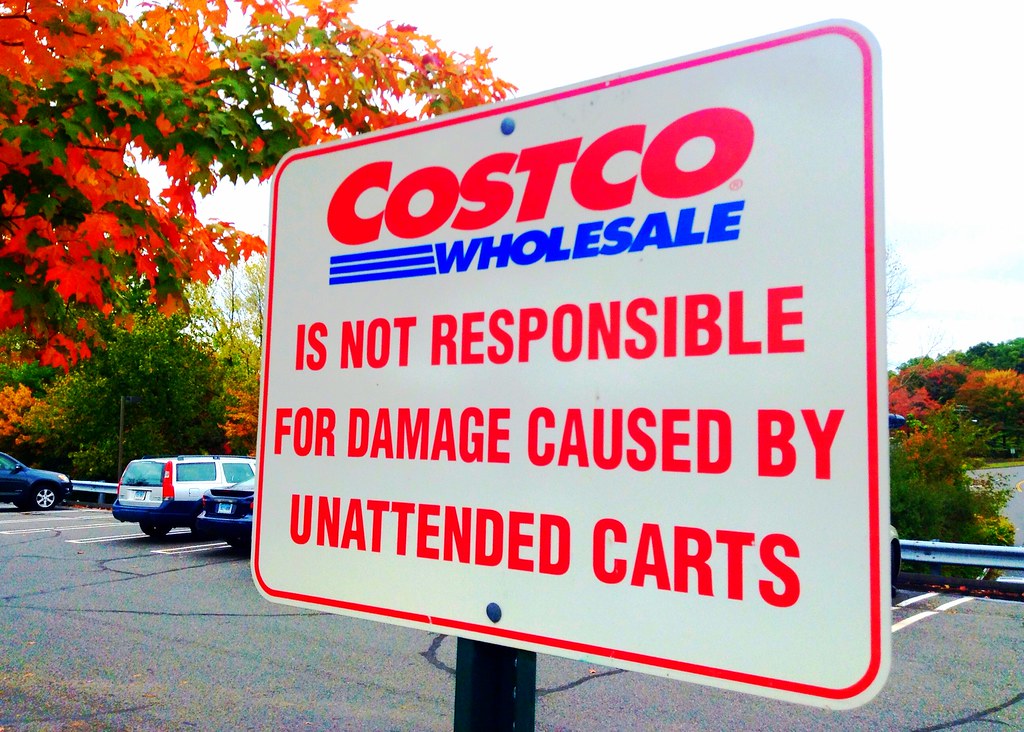 COSTCO
WHOLESALE
IS NOT RESPONSIBLE
FOR DAMAGE CAUSED BY
UNATTENDED CARTS